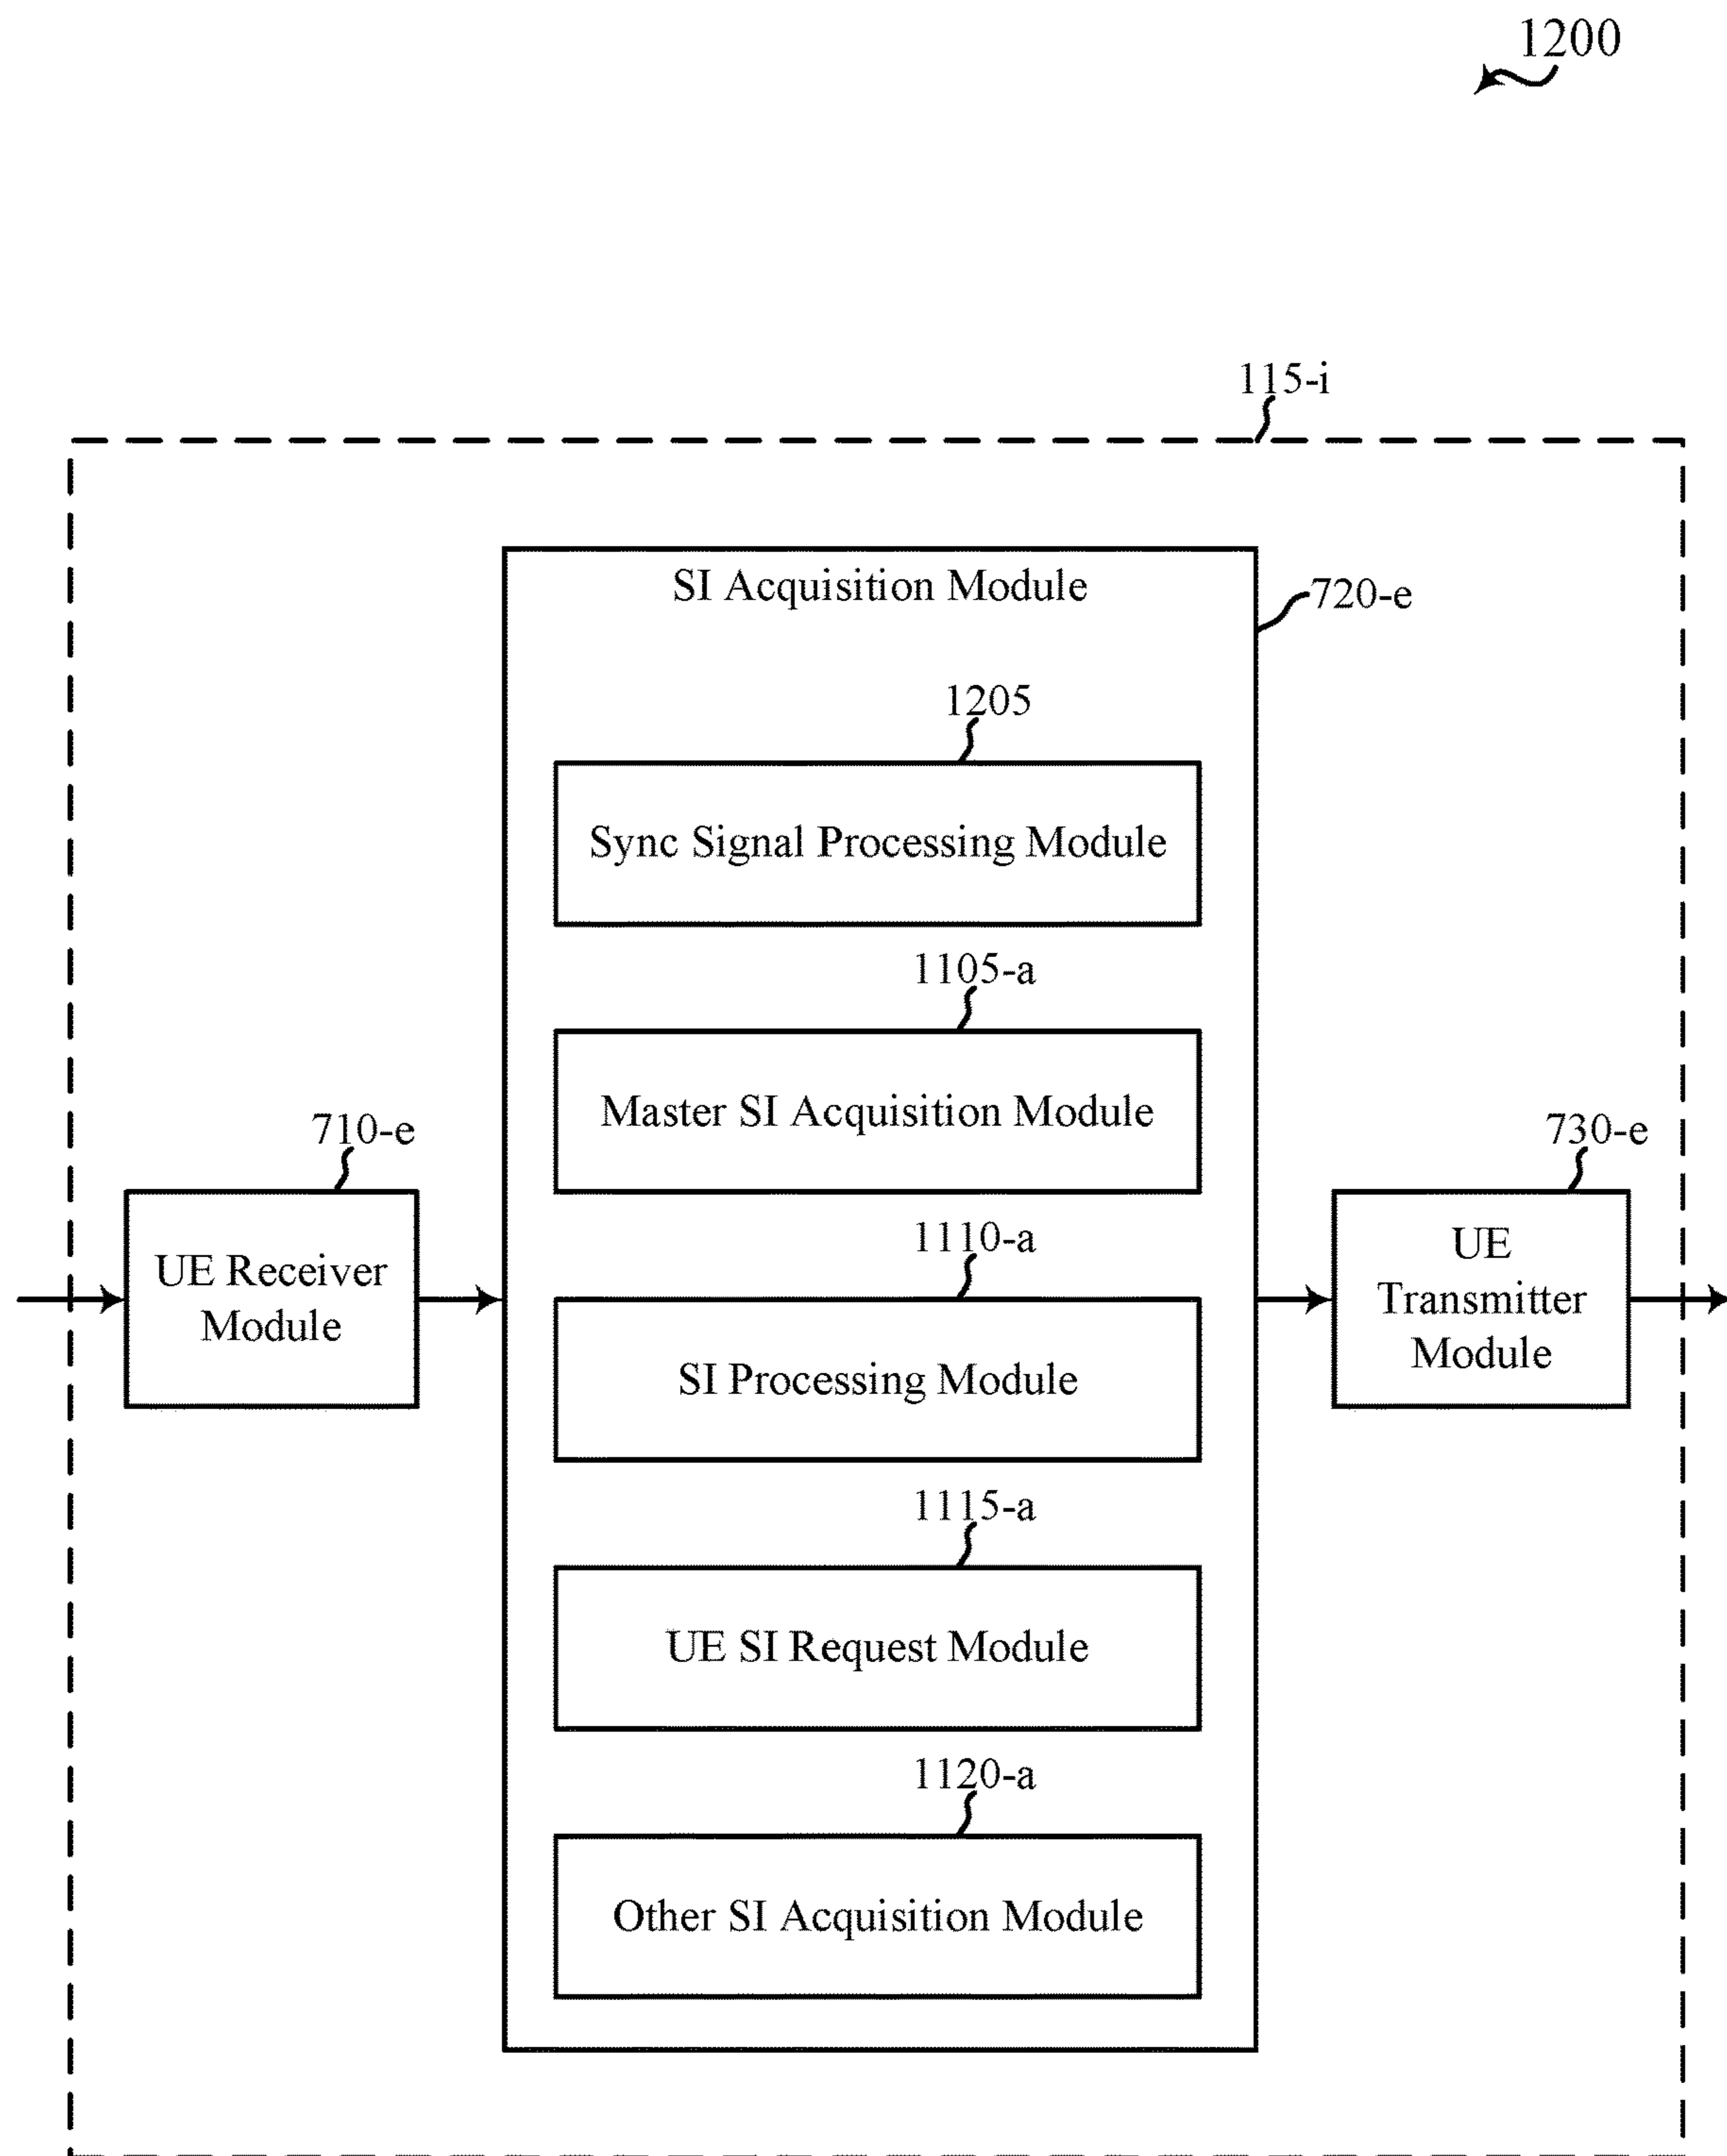 1200
115-i
SI Acquisition Module
720-e
1205
Sync Signal Processing Module
1105-a
Master SI Acquisition Module
710-e
UE Receiver
Module
730-e
UE
Transmitter
Module
1110-a
SI Processing Module
1115-a
UE SI Request Module
1120-a
Other SI Acquisition Module